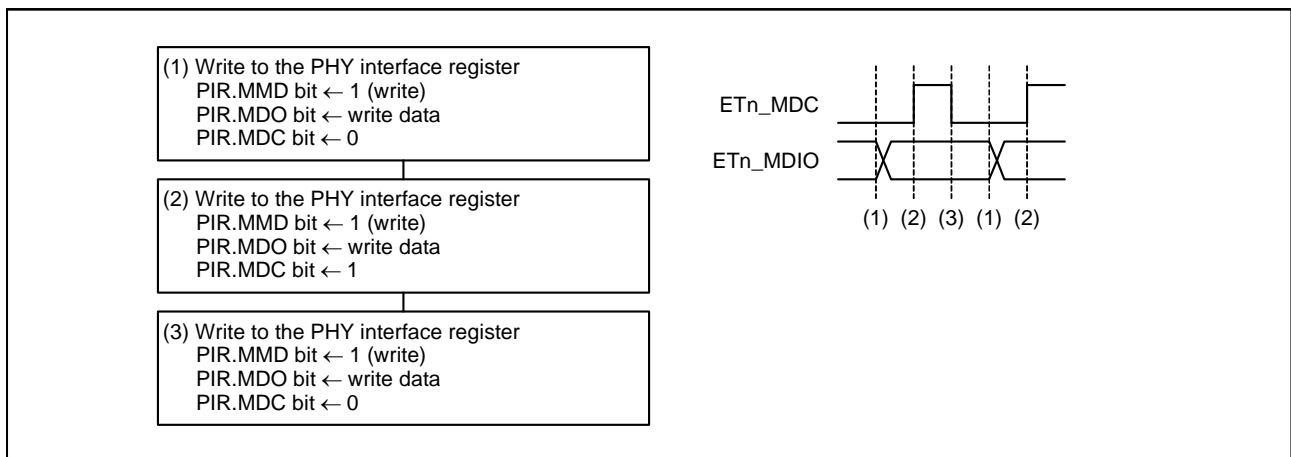 (1) Write to the PHY interface register
PIR.MMD bit ← 1 (write)
PIR.MDO bit ← write data
PIR.MDC bit ← 0
(2) Write to the PHY interface register
PIR.MMD bit ← 1 (write)
PIR.MDO bit ← write data
PIR.MDC bit ← 1
(3) Write to the PHY interface register
PIR.MMD bit ← 1 (write)
PIR.MDO bit ← write data
PIR.MDC bit ← 0
ETn_MDC
ETn_MDIO
(1) (2) (3) (1) (2)